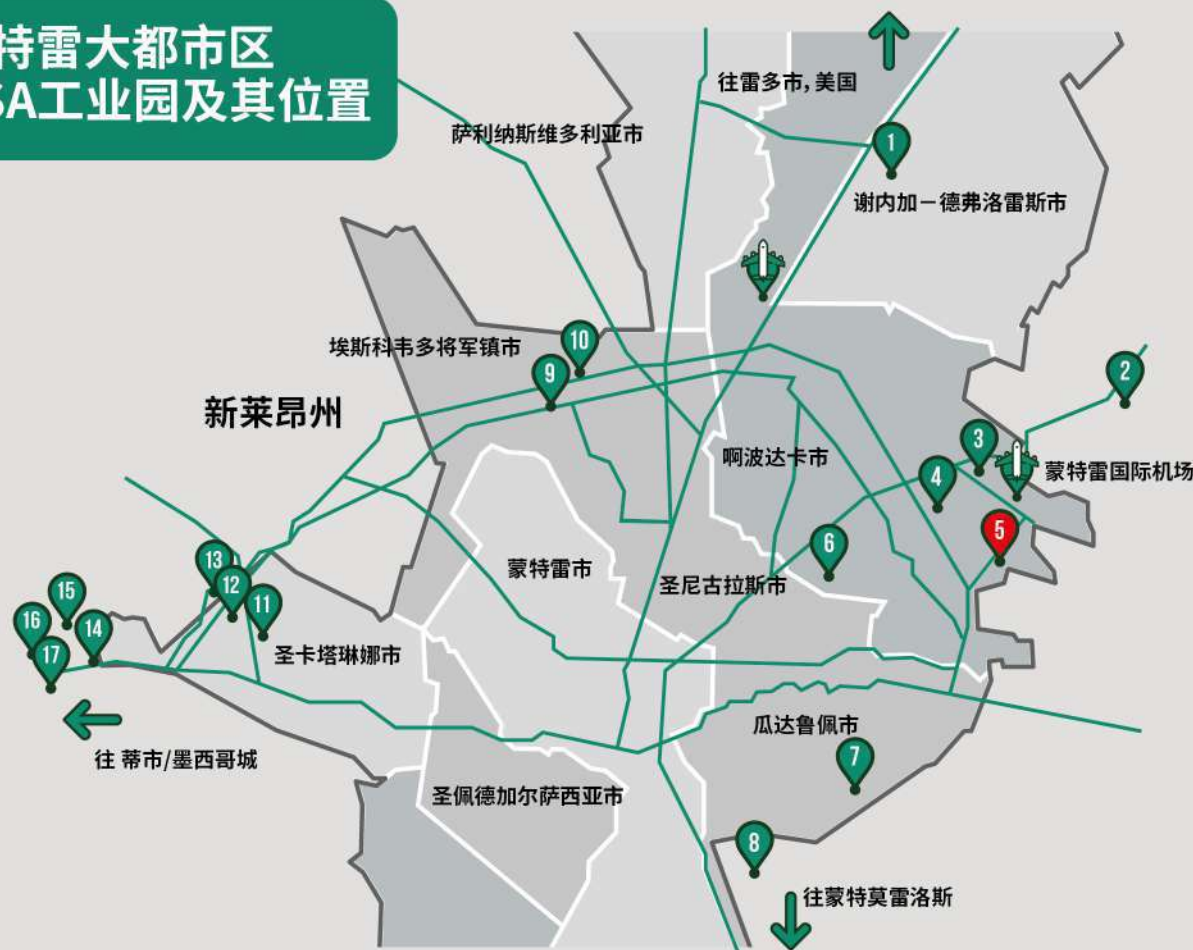 特雷大都市区
SA工业园及其位置
往雷多市,美国
萨利纳斯维多利亚市
1
谢内加－德弗洛雷斯市
埃斯科韦多将军镇市
10
9
2
新莱昂州
3
啊波达卡市
4
蒙特雷国际机场
5
6
蒙特雷市
圣尼古拉斯市
13
12
11
15
16
14
17
圣卡塔琳娜市
瓜达鲁佩市
往 蒂市/墨西哥城
7
圣佩德加尔萨西亚市
8
往蒙特莫雷洛斯